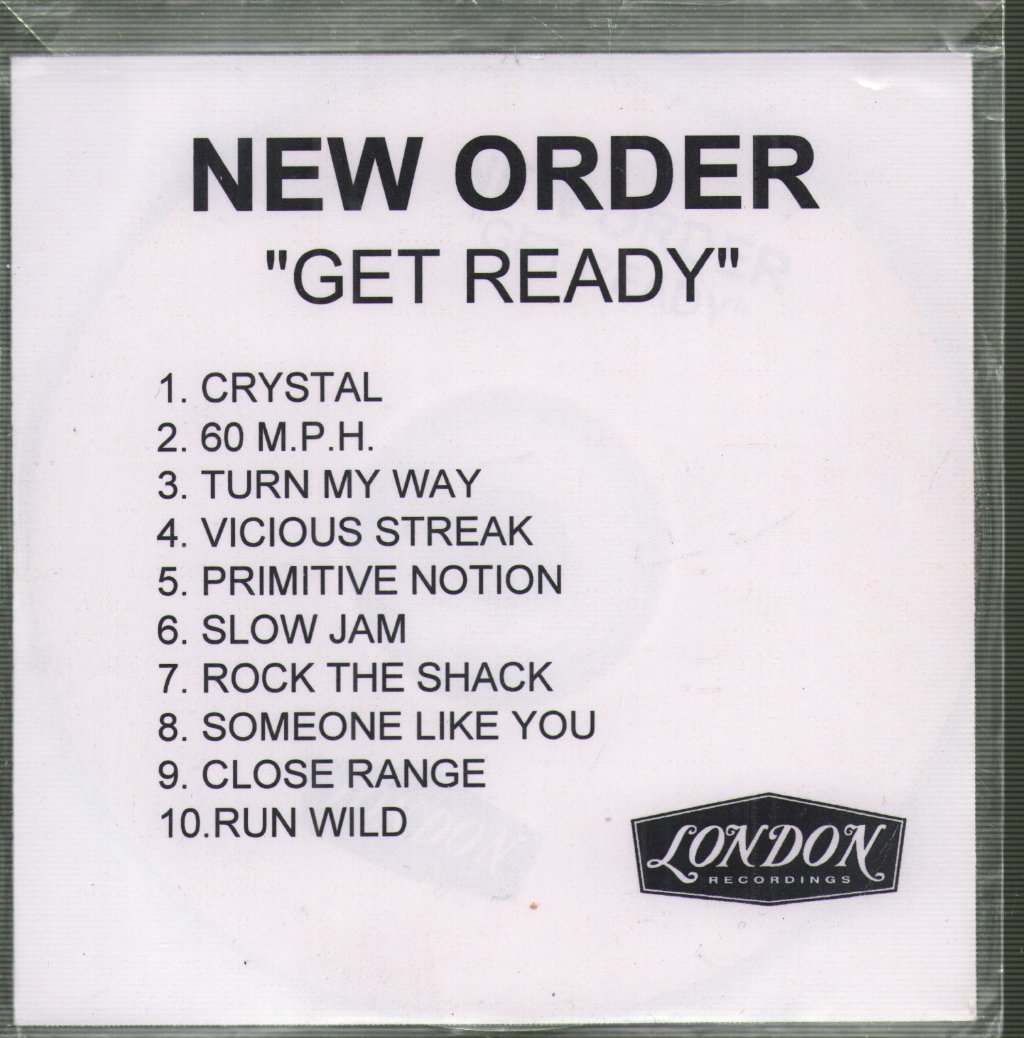 NEW ORDER
"GET READY"
1. CRYSTAL
2. 60 M.P.H.
3. TURN MY WAY
4. VICIOUS STREAK
5. PRIMITIVE NOTION
6. SLOW JAM
7. ROCK THE SHACK
8. SOMEONE LIKE YOU
9. CLOSE RANGE
10.RUN WILD
LONDON
RECORDINGS